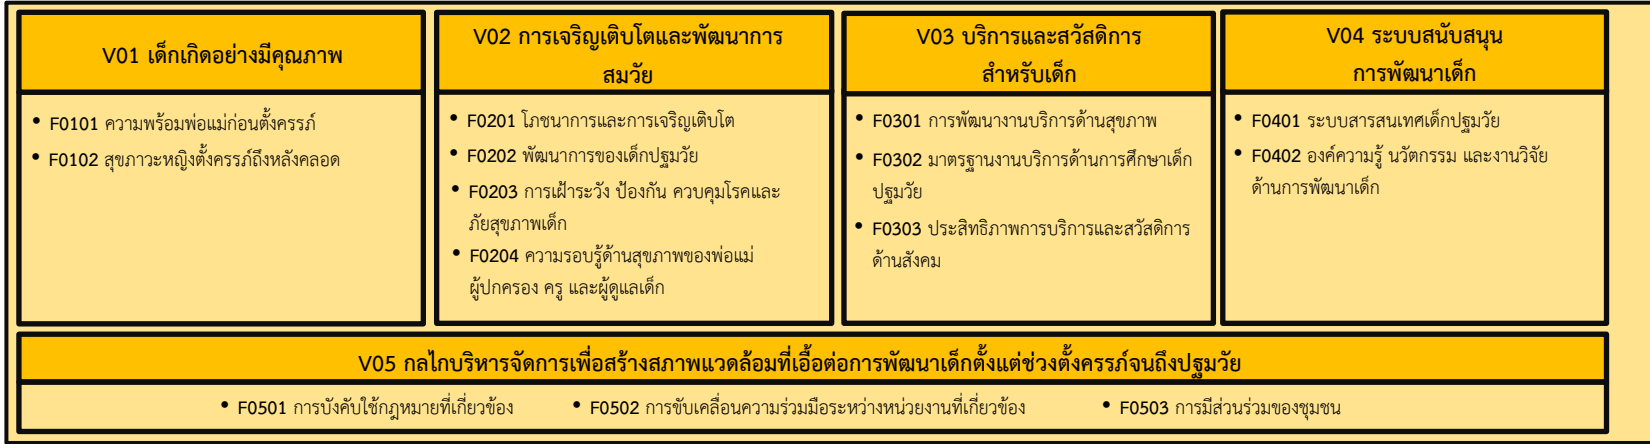 V01 เด็กเกิดอย่างมีคุณภาพ
• F0101 ความพร้อมพ่อแม่ก่อนตั้งครรภ์
• F0102 สุขภาวะหญิงตั้งครรภ์ถึงหลังคลอด
V02 การเจริญเติบโตและพัฒนาการ
สมวัย
• F0201 โภชนาการและการเจริญเติบโต
• F0202 พัฒนาการของเด็กปฐมวัย
• F0203 การเฝ้าระวัง ป้องกัน ควบคุมโรคและ
ภัยสุขภาพเด็ก
• F0204 ความรอบรู้ด้านสุขภาพของพ่อแม่
ผู้ปกครอง ครู และผู้ดูแลเด็ก
V03 บริการและสวัสดิการ
สำหรับเด็ก
• F0301 การพัฒนางานบริการด้านสุขภาพ
• F0302 มาตรฐานงานบริการด้านการศึกษาเด็ก
ปฐมวัย
• F0303 ประสิทธิภาพการบริการและสวัสดิการ
ด้านสังคม
V04 ระบบสนับสนุน
การพัฒนาเด็ก
• F0401 ระบบสารสนเทศเด็กปฐมวัย
• F0402 องค์ความรู้ นวัตกรรม และงานวิจัย
ด้านการพัฒนาเด็ก
V05 กลไกบริหารจัดการเพื่อสร้างสภาพแวดล้อมที่เอื้อต่อการพัฒนาเด็กตั้งแต่ช่วงตั้งครรภ์จนถึงปฐมวัย
• F0501 การบังคับใช้กฎหมายที่เกี่ยวข้อง • F0502 การขับเคลื่อนความร่วมมือระหว่างหน่วยงานที่เกี่ยวข้อง • F0503 การมีส่วนร่วมของชุมชน